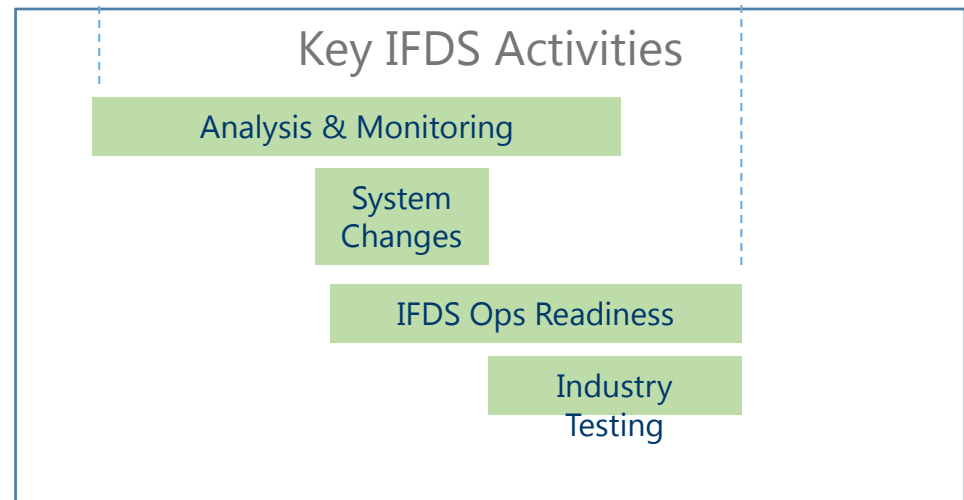 Key IFDS Activities
Analysis & Monitoring
System
Changes
IFDS Ops Readiness
Industry
Testing